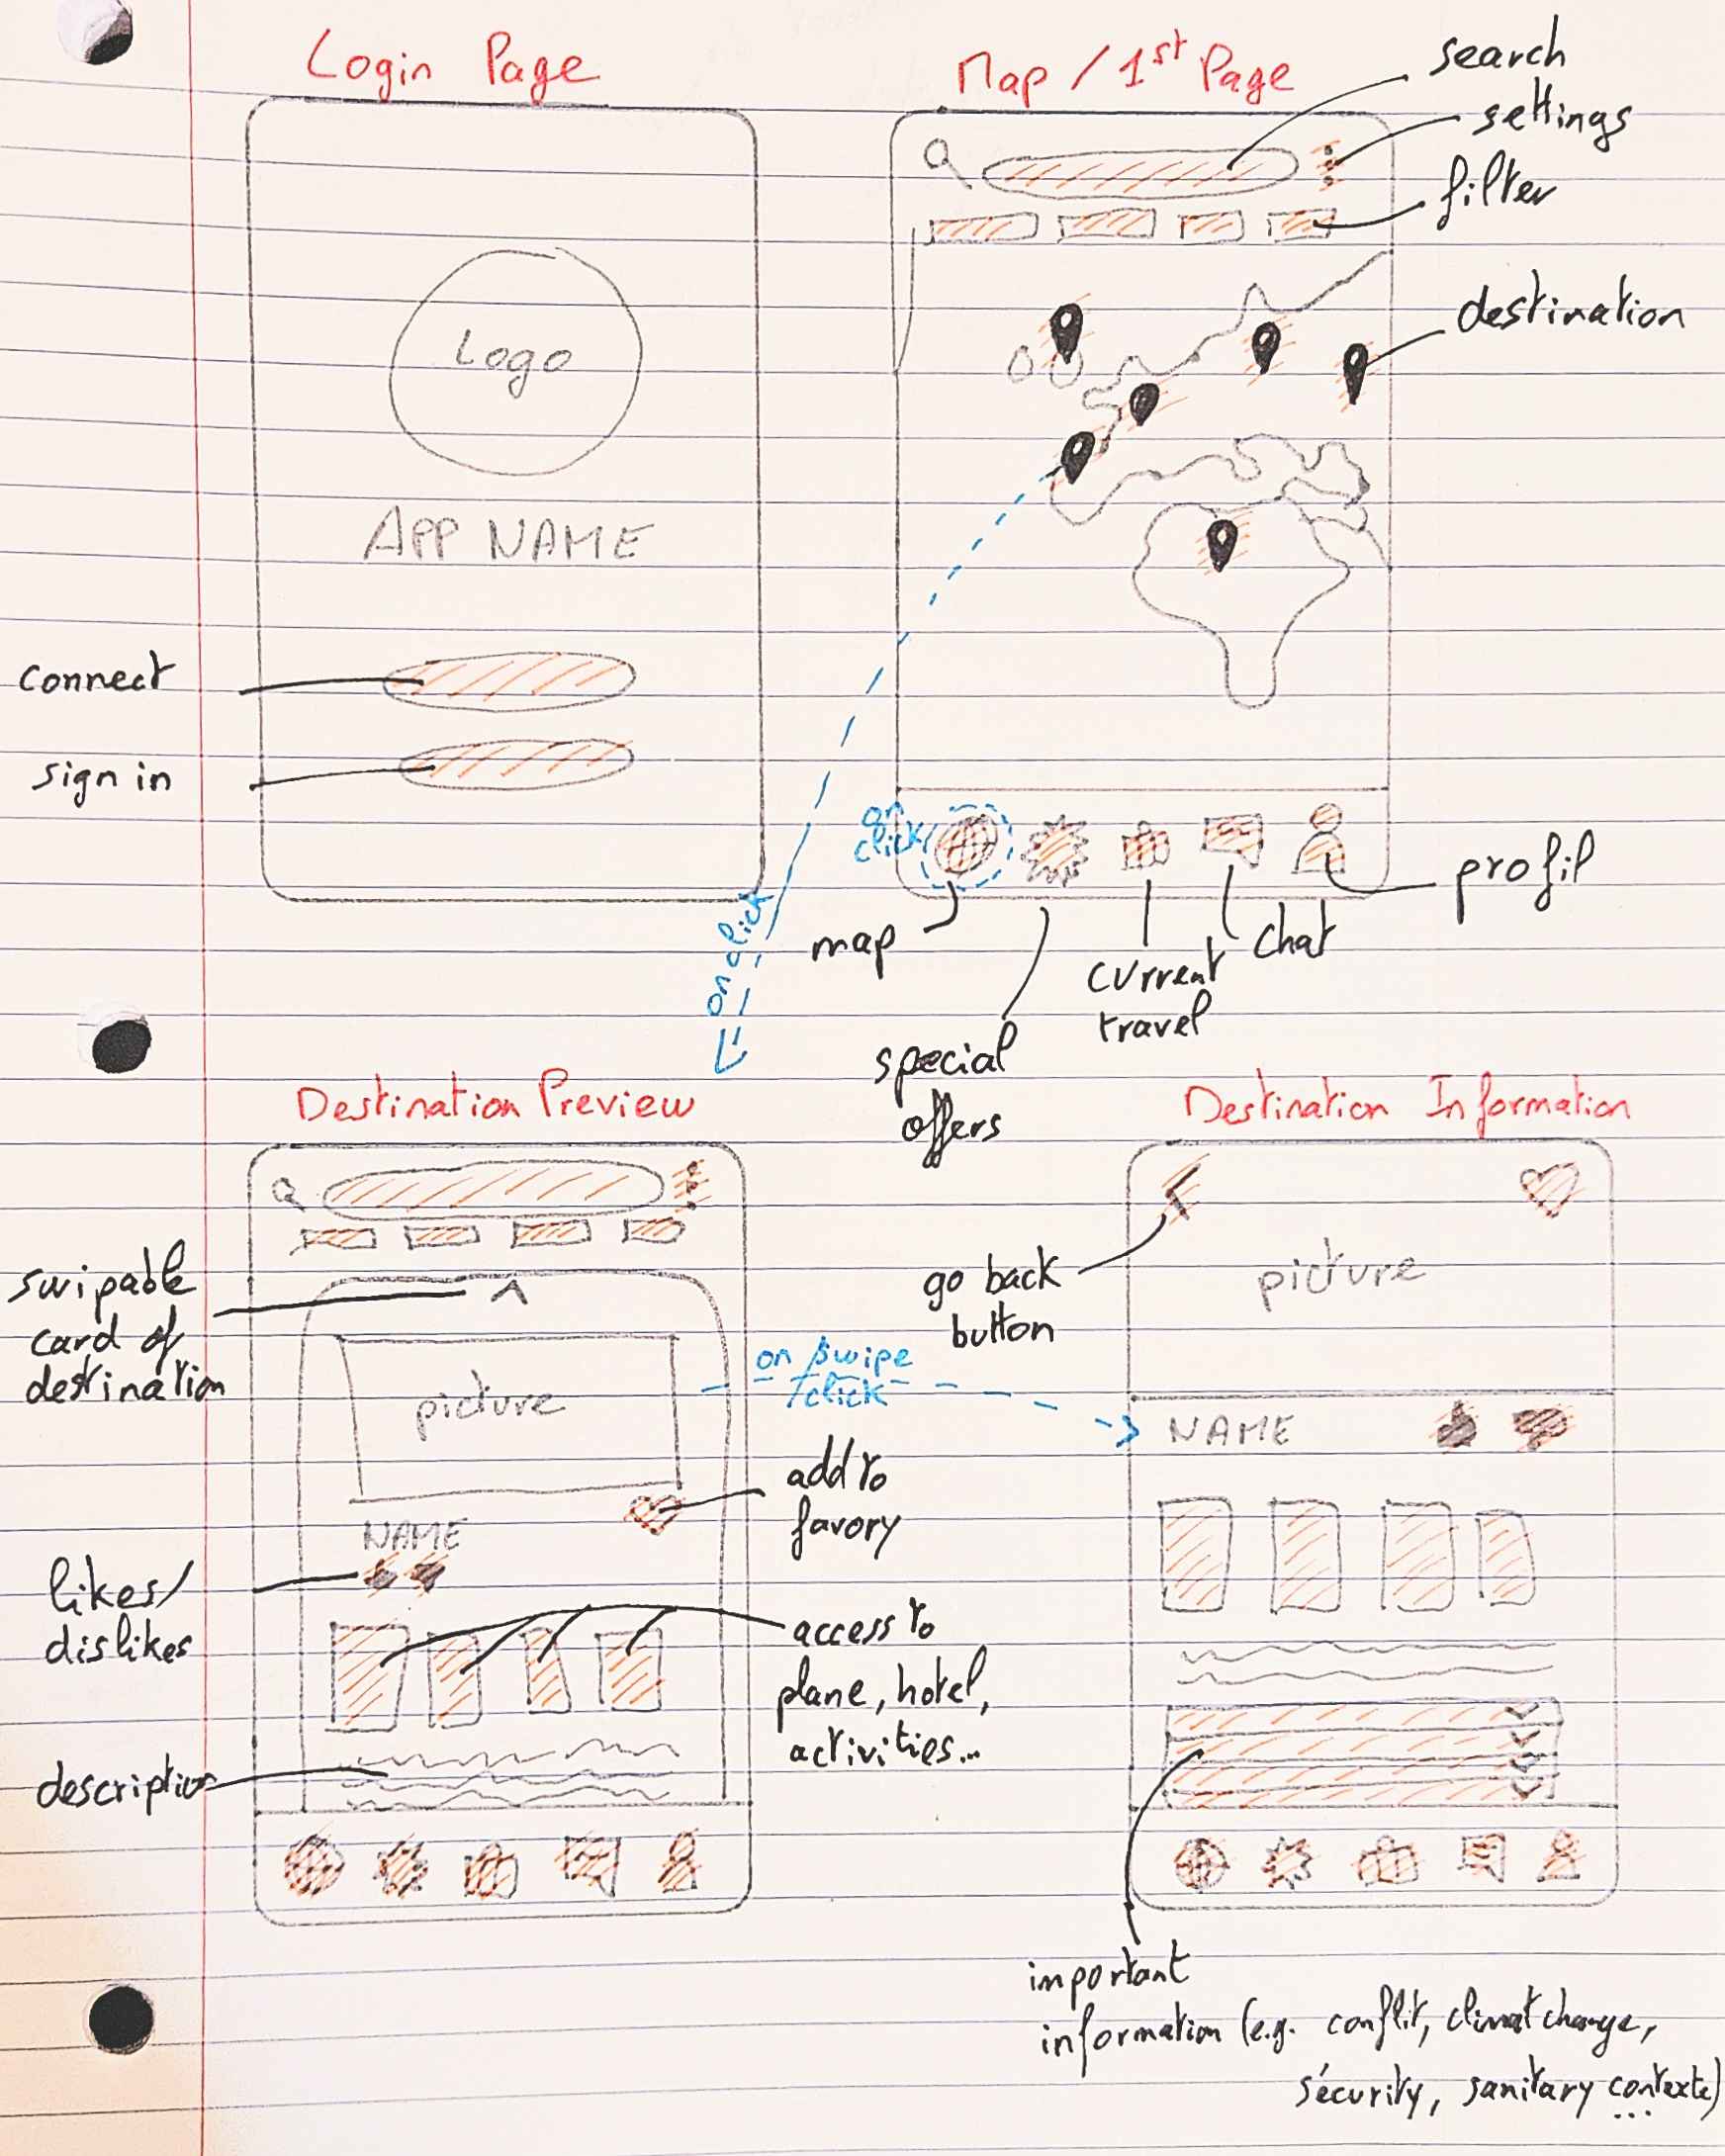 Login Page
Logo
APP NAME
connect
sign in
Map / 1st Page
search
settings
filter
destination
on
click
on click
map
special
offers
current
travel
chat
profil
Destination Preview
swipable
card of
destination
picture
on swipe
/click
NAME
add to
favory
likes/
dislikes
access to
plane, hotel,
activities...
description
Destination Information
go back
button
picture
NAME
important
information (e.g. conflit, climat change,
sécurity, sanitary contexte)
...